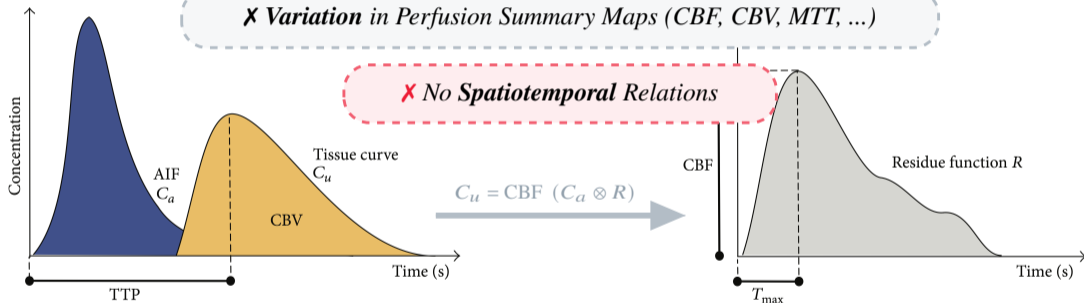 ✗ Variation in Perfusion Summary Maps (CBF, CBV, MTT, ...)
✗ No Spatiotemporal Relations
Concentration
AIF
C_a
Tissue curve
C_u
CBV
Time (s)
TTP
C_u = CBF (C_a ⊗ R)
CBF
Residue function R
Time (s)
T_max